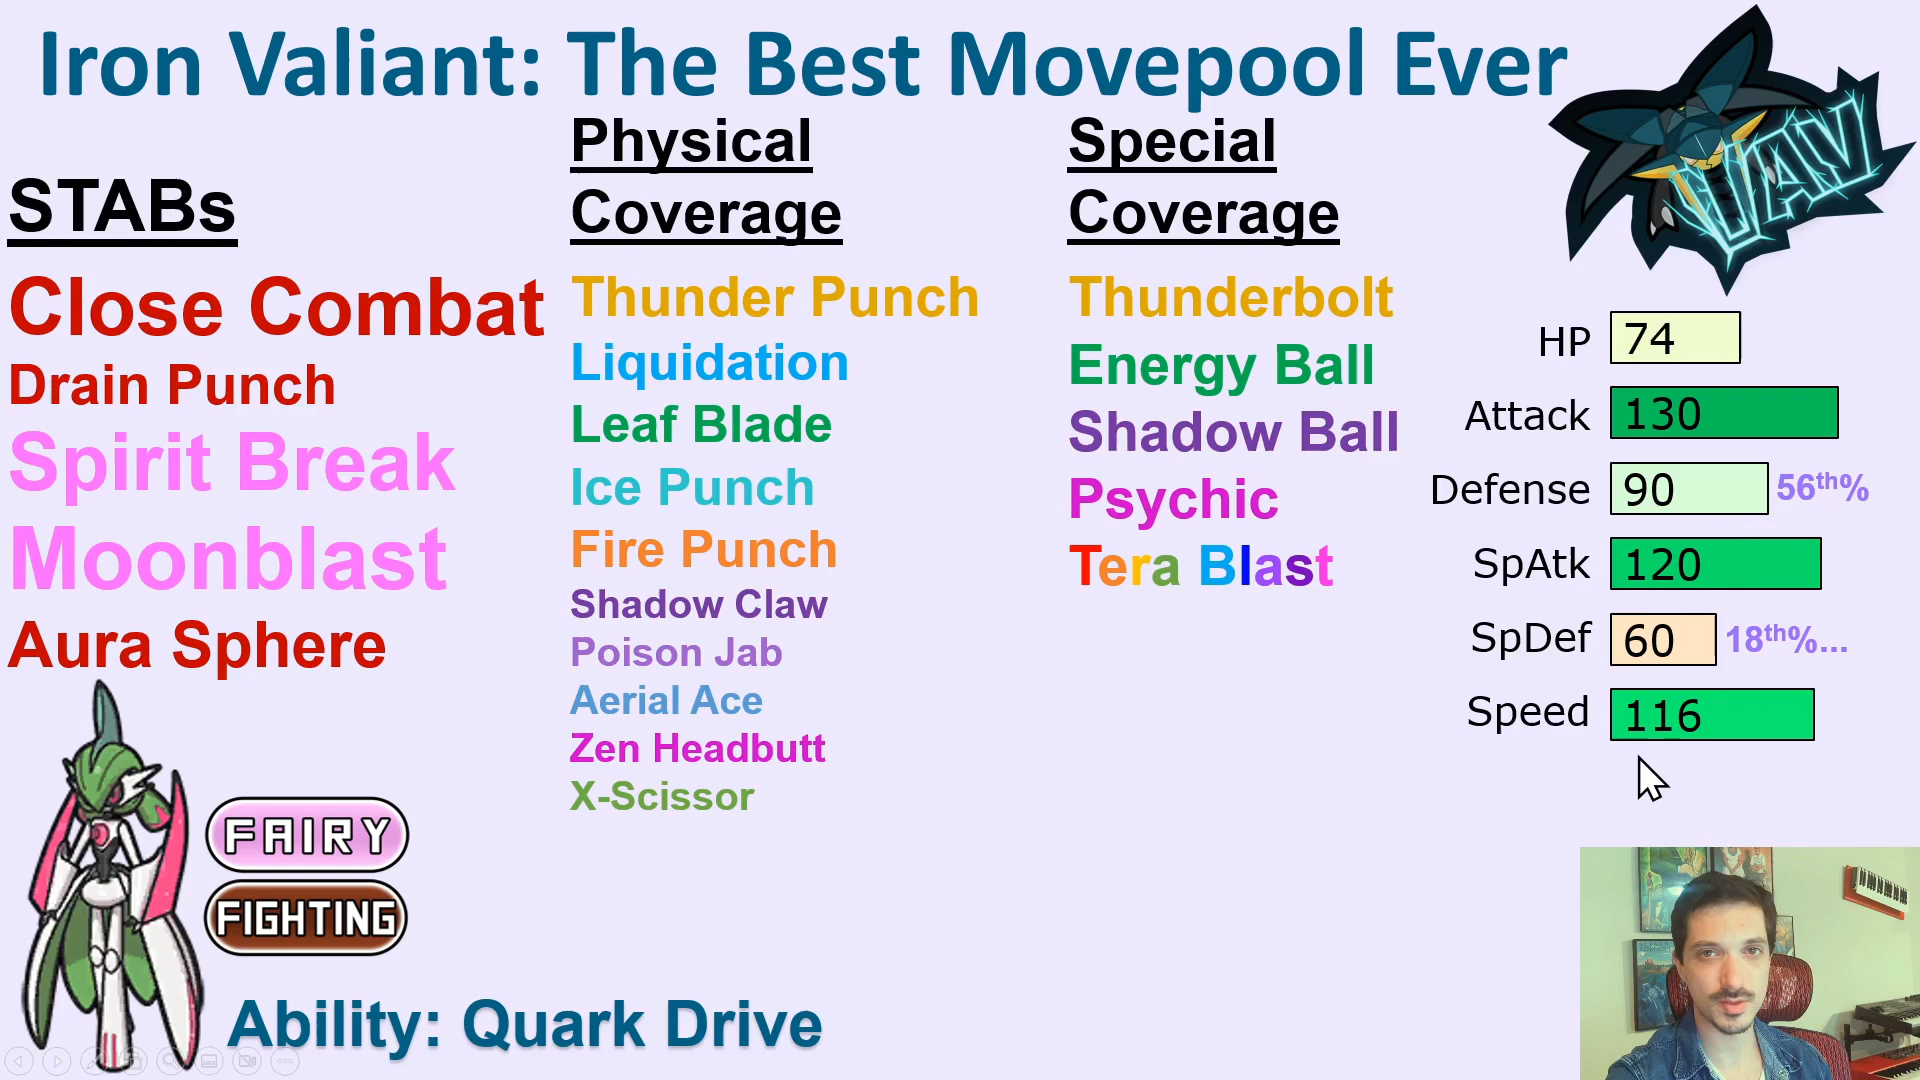 Iron Valiant: The Best Movepool Ever
STABs
Close Combat
Drain Punch
Spirit Break
Moonblast
Aura Sphere
FAIRY
FIGHTING
Ability: Quark Drive
Physical
Coverage
Thunder Punch
Liquidation
Leaf Blade
Ice Punch
Fire Punch
Shadow Claw
Poison Jab
Aerial Ace
Zen Headbutt
X-Scissor
Special
Coverage
Thunderbolt
Energy Ball
Shadow Ball
Psychic
Tera Blast
HP 74
Attack 130
Defense 90 56th%
SpAtk 120
SpDef 60 18th%...
Speed 116